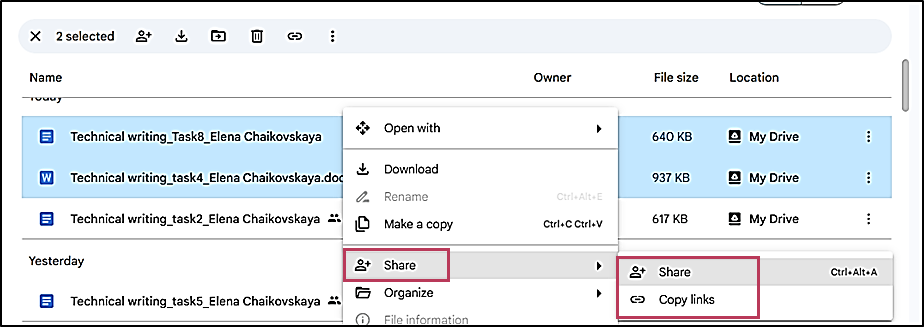 2 selected
Name Owner File size Location
Today
Technical writing_Task8_Elena Chaikovskaya 640 KB My Drive
Open with
Technical writing_task4_Elena Chaikovskaya.doc 937 KB My Drive
Download
Rename Ctrl+Alt+E
Technical writing_task2_Elena Chaikovskaya 617 KB My Drive
Make a copy Ctrl+C Ctrl+V
Yesterday
Share
Share Ctrl+Alt+A
Organize
Copy links
Technical writing_task5_Elena Chaikovskaya
File information